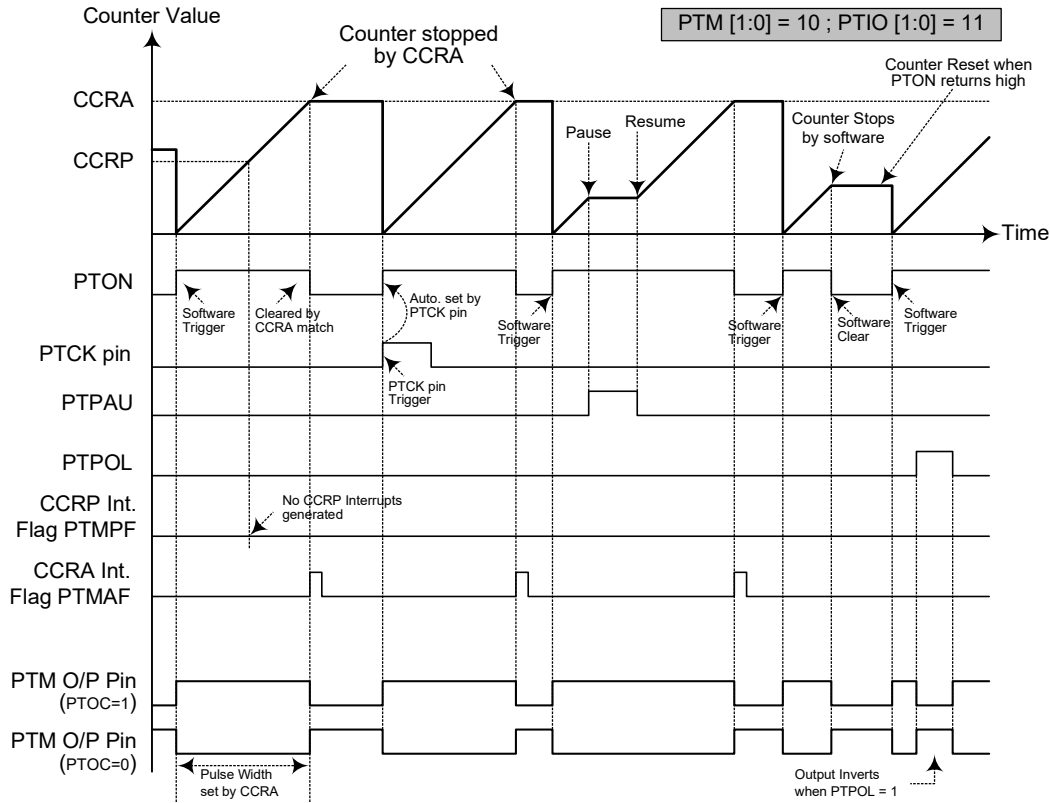 Counter Value
PTM [1:0] = 10 ; PTIO [1:0] = 11
Counter stopped
by CCRA
Counter Reset when
PTON returns high
CCRA
Pause
Resume
Counter Stops
by software
CCRP
Time
PTON
Software
Trigger
Cleared by
CCRA match
Auto. set by
PTCK pin
Software
Trigger
Software
Trigger
Software
Clear
Software
Trigger
PTCK pin
PTCK pin
Trigger
PTPAU
PTPOL
CCRP Int.
Flag PTMPF
No CCRP Interrupts
generated
CCRA Int.
Flag PTMAF
PTM O/P Pin
(PTOC=1)
PTM O/P Pin
(PTOC=0)
Pulse Width
set by CCRA
Output Inverts
when PTPOL = 1